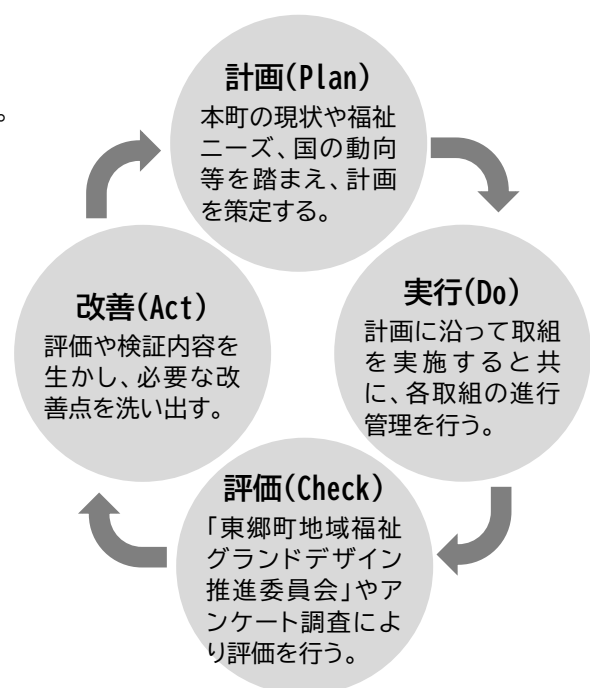 。
計画(Plan)
本町の現状や福祉
ニーズ、国の動向
等を踏まえ、計画
を策定する。
実行(Do)
計画に沿って取組
を実施すると共
に、各取組の進行
管理を行う。
評価(Check)
「東郷町地域福祉
グランドデザイン
推進委員会」やア
ンケート調査によ
り評価を行う。
改善(Act)
評価や検証内容を
生かし、必要な改
善点を洗い出す。